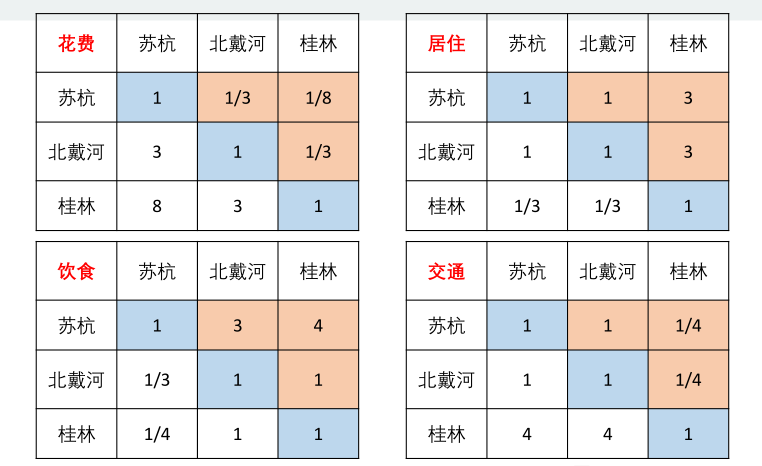 花费 苏杭 北戴河 桂林
苏杭 1 1/3 1/8
北戴河 3 1 1/3
桂林 8 3 1
居住 苏杭 北戴河 桂林
苏杭 1 1 3
北戴河 1 1 3
桂林 1/3 1/3 1
饮食 苏杭 北戴河 桂林
苏杭 1 3 4
北戴河 1/3 1 1
桂林 1/4 1 1
交通 苏杭 北戴河 桂林
苏杭 1 1 1/4
北戴河 1 1 1/4
桂林 4 4 1